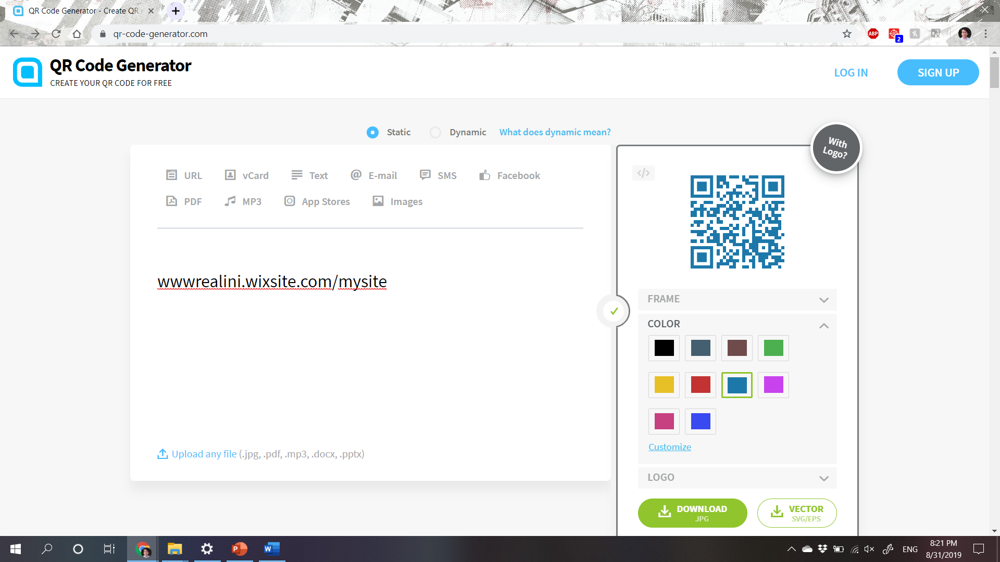 QR Code Generator - Create QR
qr-code-generator.com
ABP
2
QR Code Generator
CREATE YOUR QR CODE FOR FREE
LOG IN
SIGN UP
Static
Dynamic
What does dynamic mean?
With
Logo?
URL
vCard
Text
E-mail
SMS
Facebook
PDF
MP3
App Stores
Images
</>
wwwrealini.wixsite.com/mysite
FRAME
COLOR
Customize
Upload any file (.jpg, .pdf, .mp3, .docx, .pptx)
LOGO
DOWNLOAD
JPG
VECTOR
SVG/EPS
ENG
8:21 PM
8/31/2019